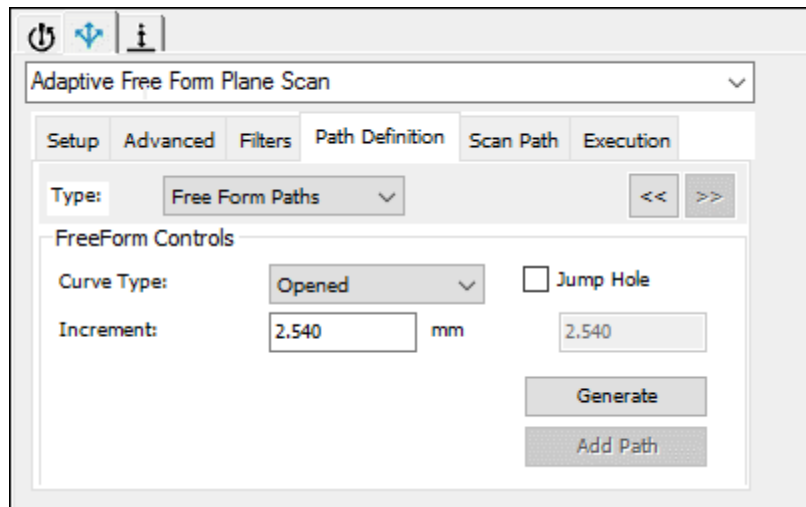 Adaptive Free Form Plane Scan
Setup Advanced Filters Path Definition Scan Path Execution
Type: Free Form Paths << >>
FreeForm Controls
Curve Type: Opened Jump Hole
Increment: 2.540 mm 2.540
Generate
Add Path